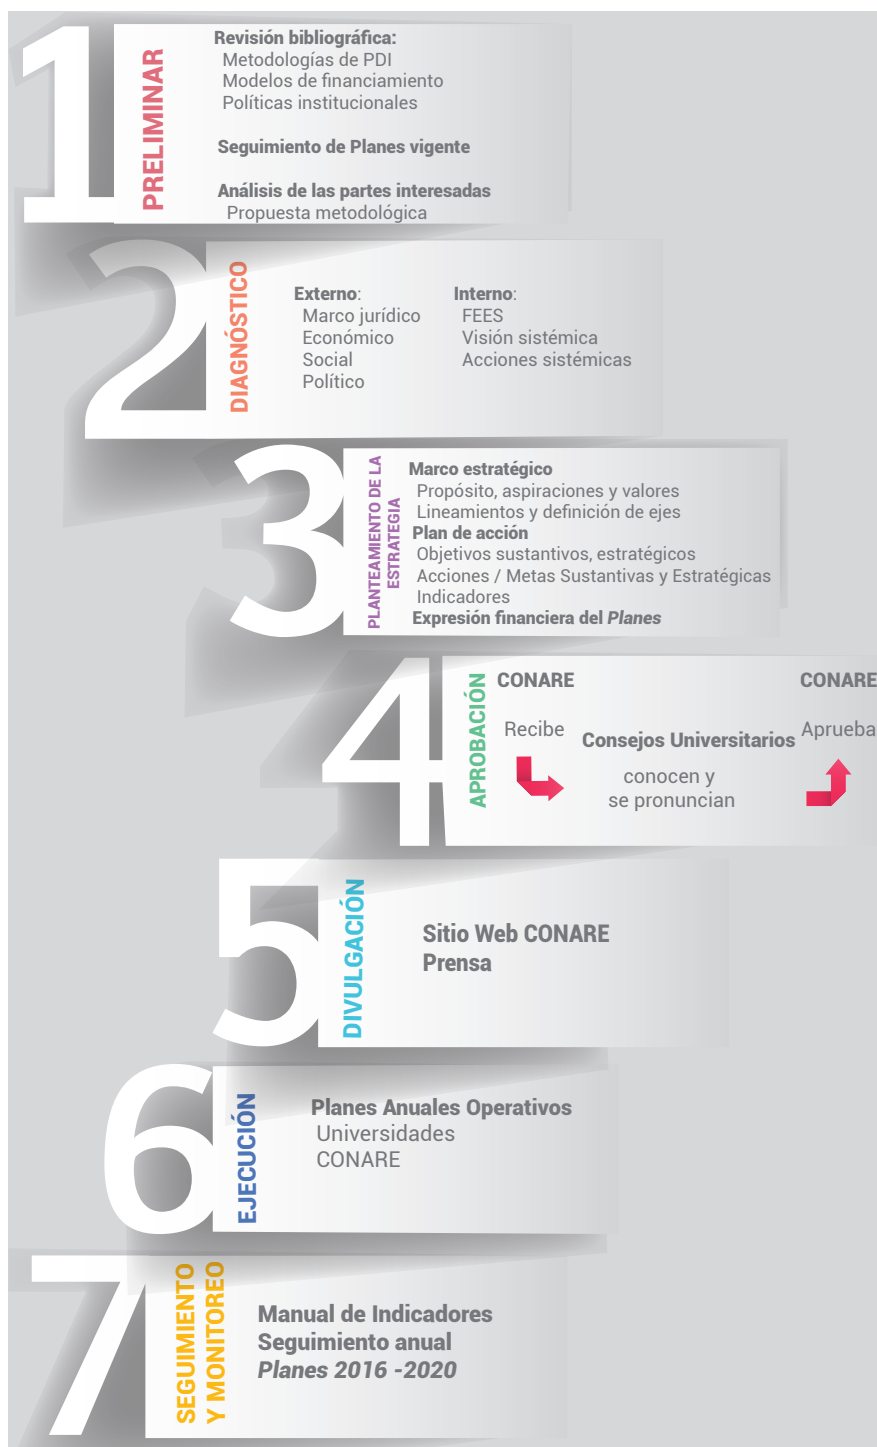 1
PRELIMINAR
Revisión bibliográfica:
Metodologías de PDI
Modelos de financiamiento
Políticas institucionales
Seguimiento de Planes vigente
Análisis de las partes interesadas
Propuesta metodológica
2
DIAGNÓSTICO
Externo:
Marco jurídico
Económico
Social
Político
Interno:
FEES
Visión sistémica
Acciones sistémicas
3
PLANTEAMIENTO DE LA
ESTRATEGIA
Marco estratégico
Propósito, aspiraciones y valores
Lineamientos y definición de ejes
Plan de acción
Objetivos sustantivos, estratégicos
Acciones / Metas Sustantivas y Estratégicas
Indicadores
Expresión financiera del Planes
4
APROBACIÓN
CONARE
Recibe
Consejos Universitarios
conocen y
se pronuncian
CONARE
Aprueba
5
DIVULGACIÓN
Sitio Web CONARE
Prensa
6
EJECUCIÓN
Planes Anuales Operativos
Universidades
CONARE
7
SEGUIMIENTO
Y MONITOREO
Manual de Indicadores
Seguimiento anual
Planes 2016 -2020